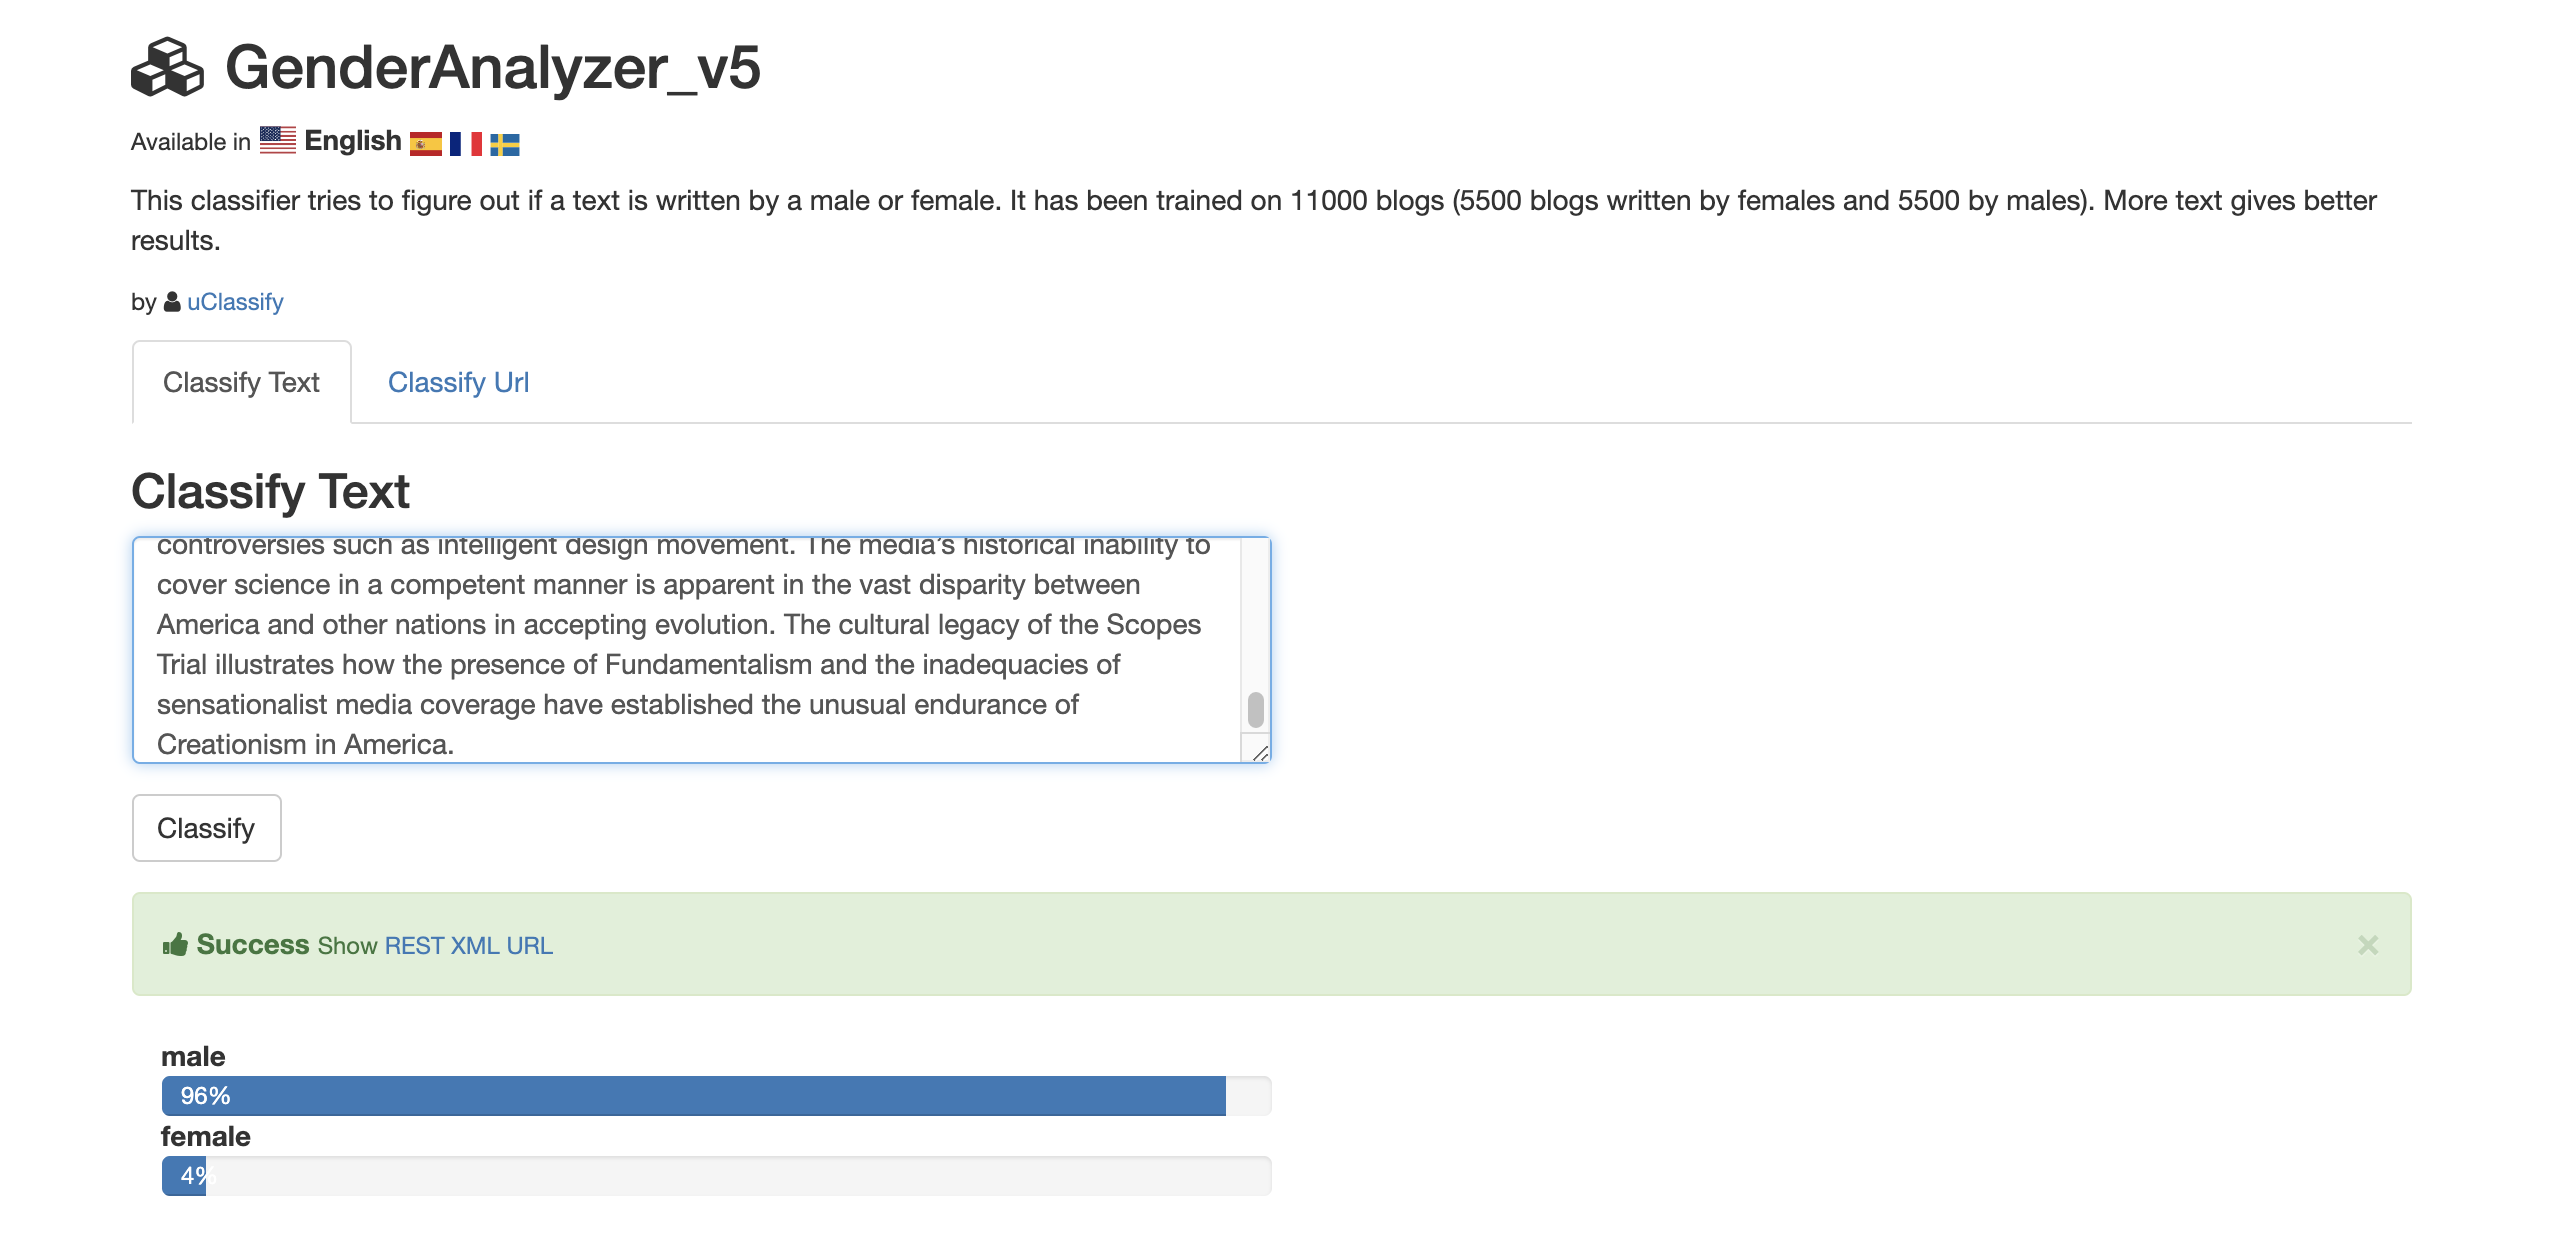 GenderAnalyzer_v5
Available in English
This classifier tries to figure out if a text is written by a male or female. It has been trained on 11000 blogs (5500 blogs written by females and 5500 by males). More text gives better
results.
by uClassify
Classify Text Classify Url
Classify Text
controversies such as intelligent design movement. The media's historical inability to
cover science in a competent manner is apparent in the vast disparity between
America and other nations in accepting evolution. The cultural legacy of the Scopes
Trial illustrates how the presence of Fundamentalism and the inadequacies of
sensationalist media coverage have established the unusual endurance of
Creationism in America.
Classify
Success Show REST XML URL ×
male
96%
female
4%